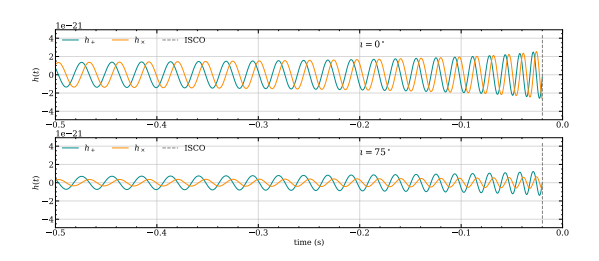 1e−21
h₊ h× ISCO
ι = 0°
4
2
0
−2
−4
h(t)
−0.5 −0.4 −0.3 −0.2 −0.1 0.0
time (s)
1e−21
h₊ h× ISCO
ι = 75°
4
2
0
−2
−4
h(t)
−0.5 −0.4 −0.3 −0.2 −0.1 0.0
time (s)